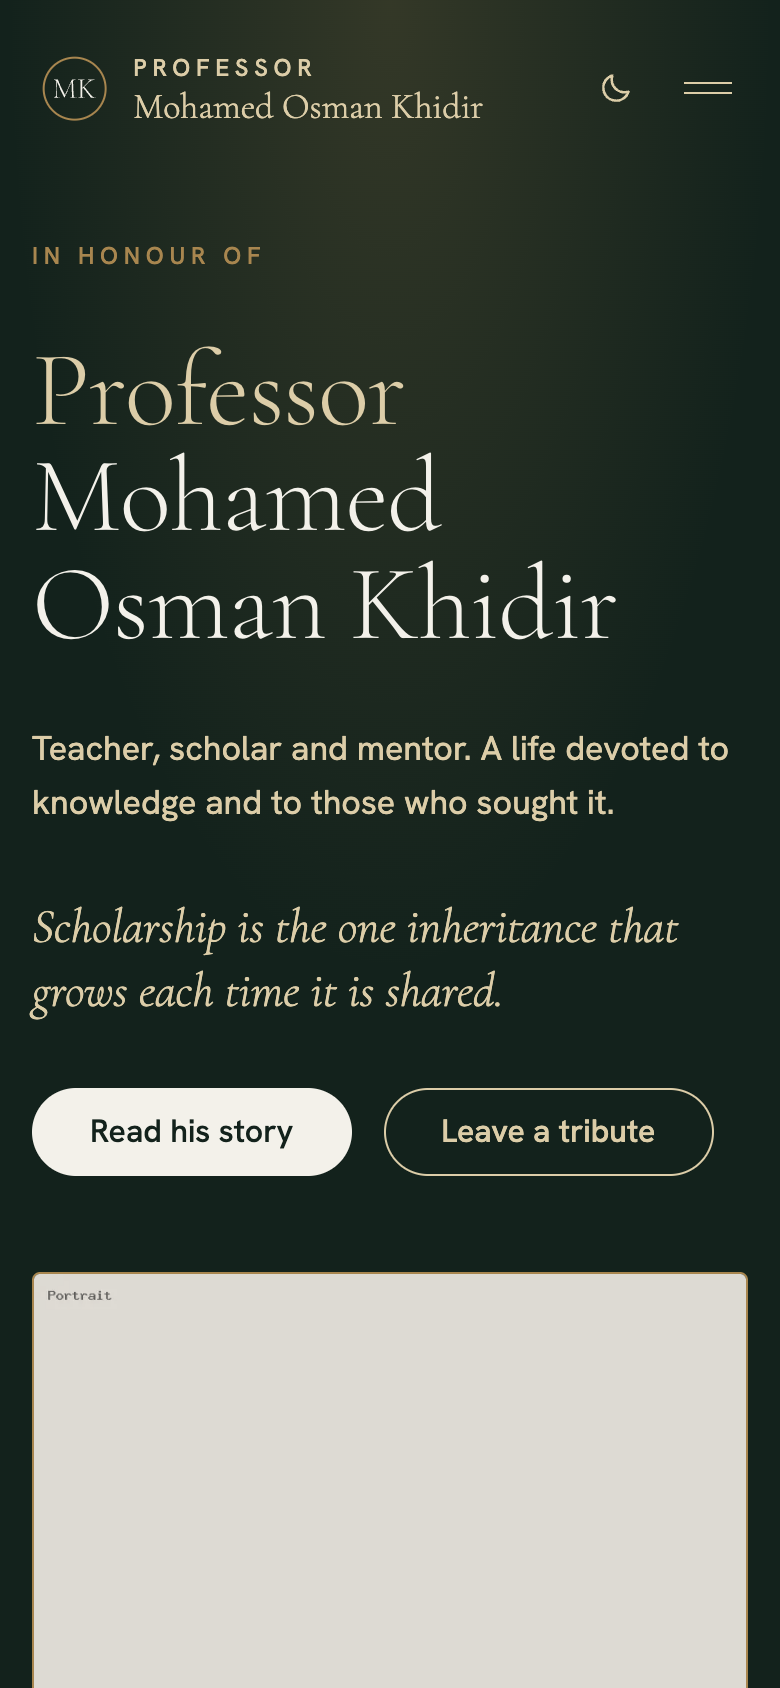 MK
PROFESSOR
Mohamed Osman Khidir
IN HONOUR OF
Professor
Mohamed
Osman Khidir
Teacher, scholar and mentor. A life devoted to
knowledge and to those who sought it.
Scholarship is the one inheritance that
grows each time it is shared.
Read his story
Leave a tribute
Portrait